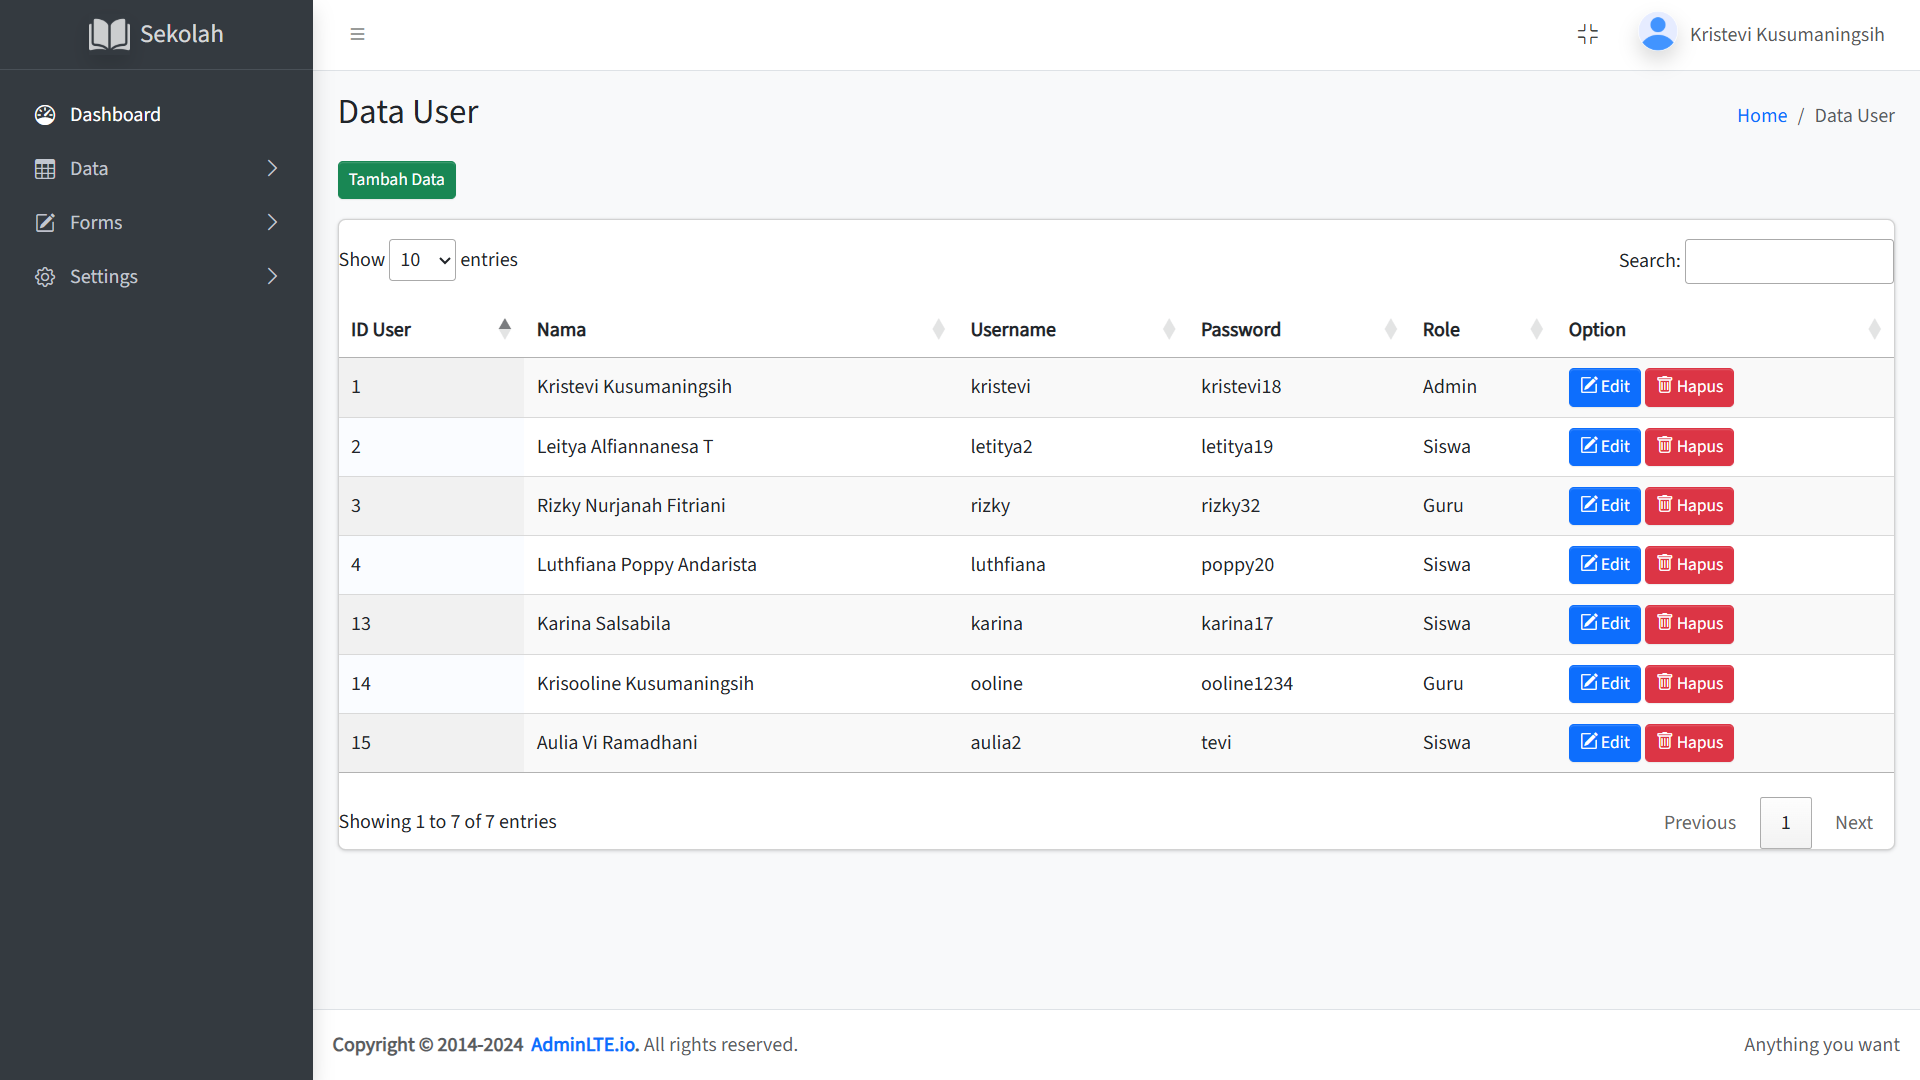 Sekolah
Kristevi Kusumaningsih
Dashboard
Data
Forms
Settings
Data User
Home / Data User
Tambah Data
Show 10 entries
Search:
ID User Nama Username Password Role Option
1 Kristevi Kusumaningsih kristevi kristevi18 Admin Edit Hapus
2 Leitya Alfiannanesa T letitya2 letitya19 Siswa Edit Hapus
3 Rizky Nurjanah Fitriani rizky rizky32 Guru Edit Hapus
4 Luthfiana Poppy Andarista luthfiana poppy20 Siswa Edit Hapus
13 Karina Salsabila karina karina17 Siswa Edit Hapus
14 Krisooline Kusumaningsih ooline ooline1234 Guru Edit Hapus
15 Aulia Vi Ramadhani aulia2 tevi Siswa Edit Hapus
Showing 1 to 7 of 7 entries
Previous 1 Next
Copyright © 2014-2024 AdminLTE.io. All rights reserved.
Anything you want